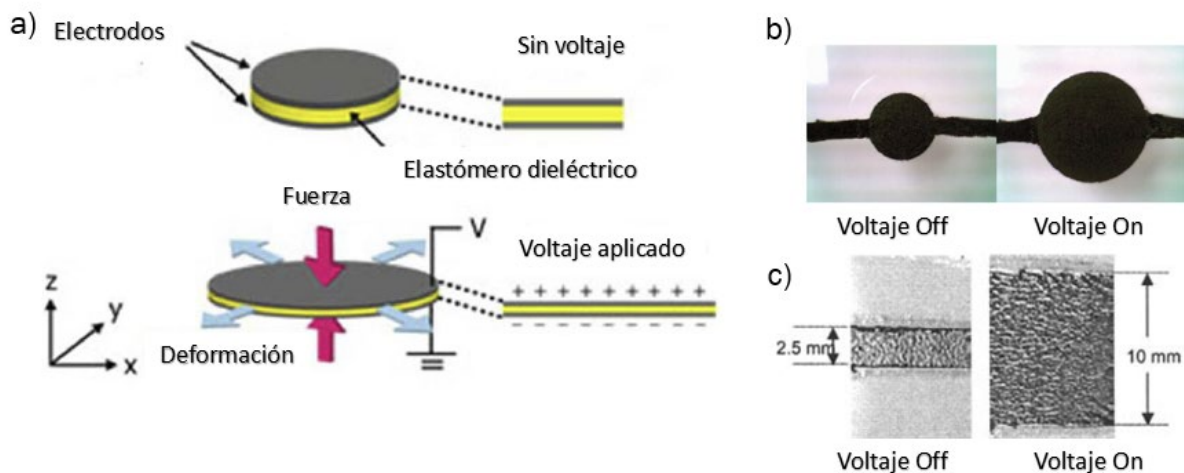 a)
Electrodos
Sin voltaje
Elastómero dieléctrico
Fuerza
V
Voltaje aplicado
+ + + + + + + + +
− − − − − − − − −
z
y
x
Deformación
b)
Voltaje Off
Voltaje On
c)
2.5 mm
10 mm
Voltaje Off
Voltaje On